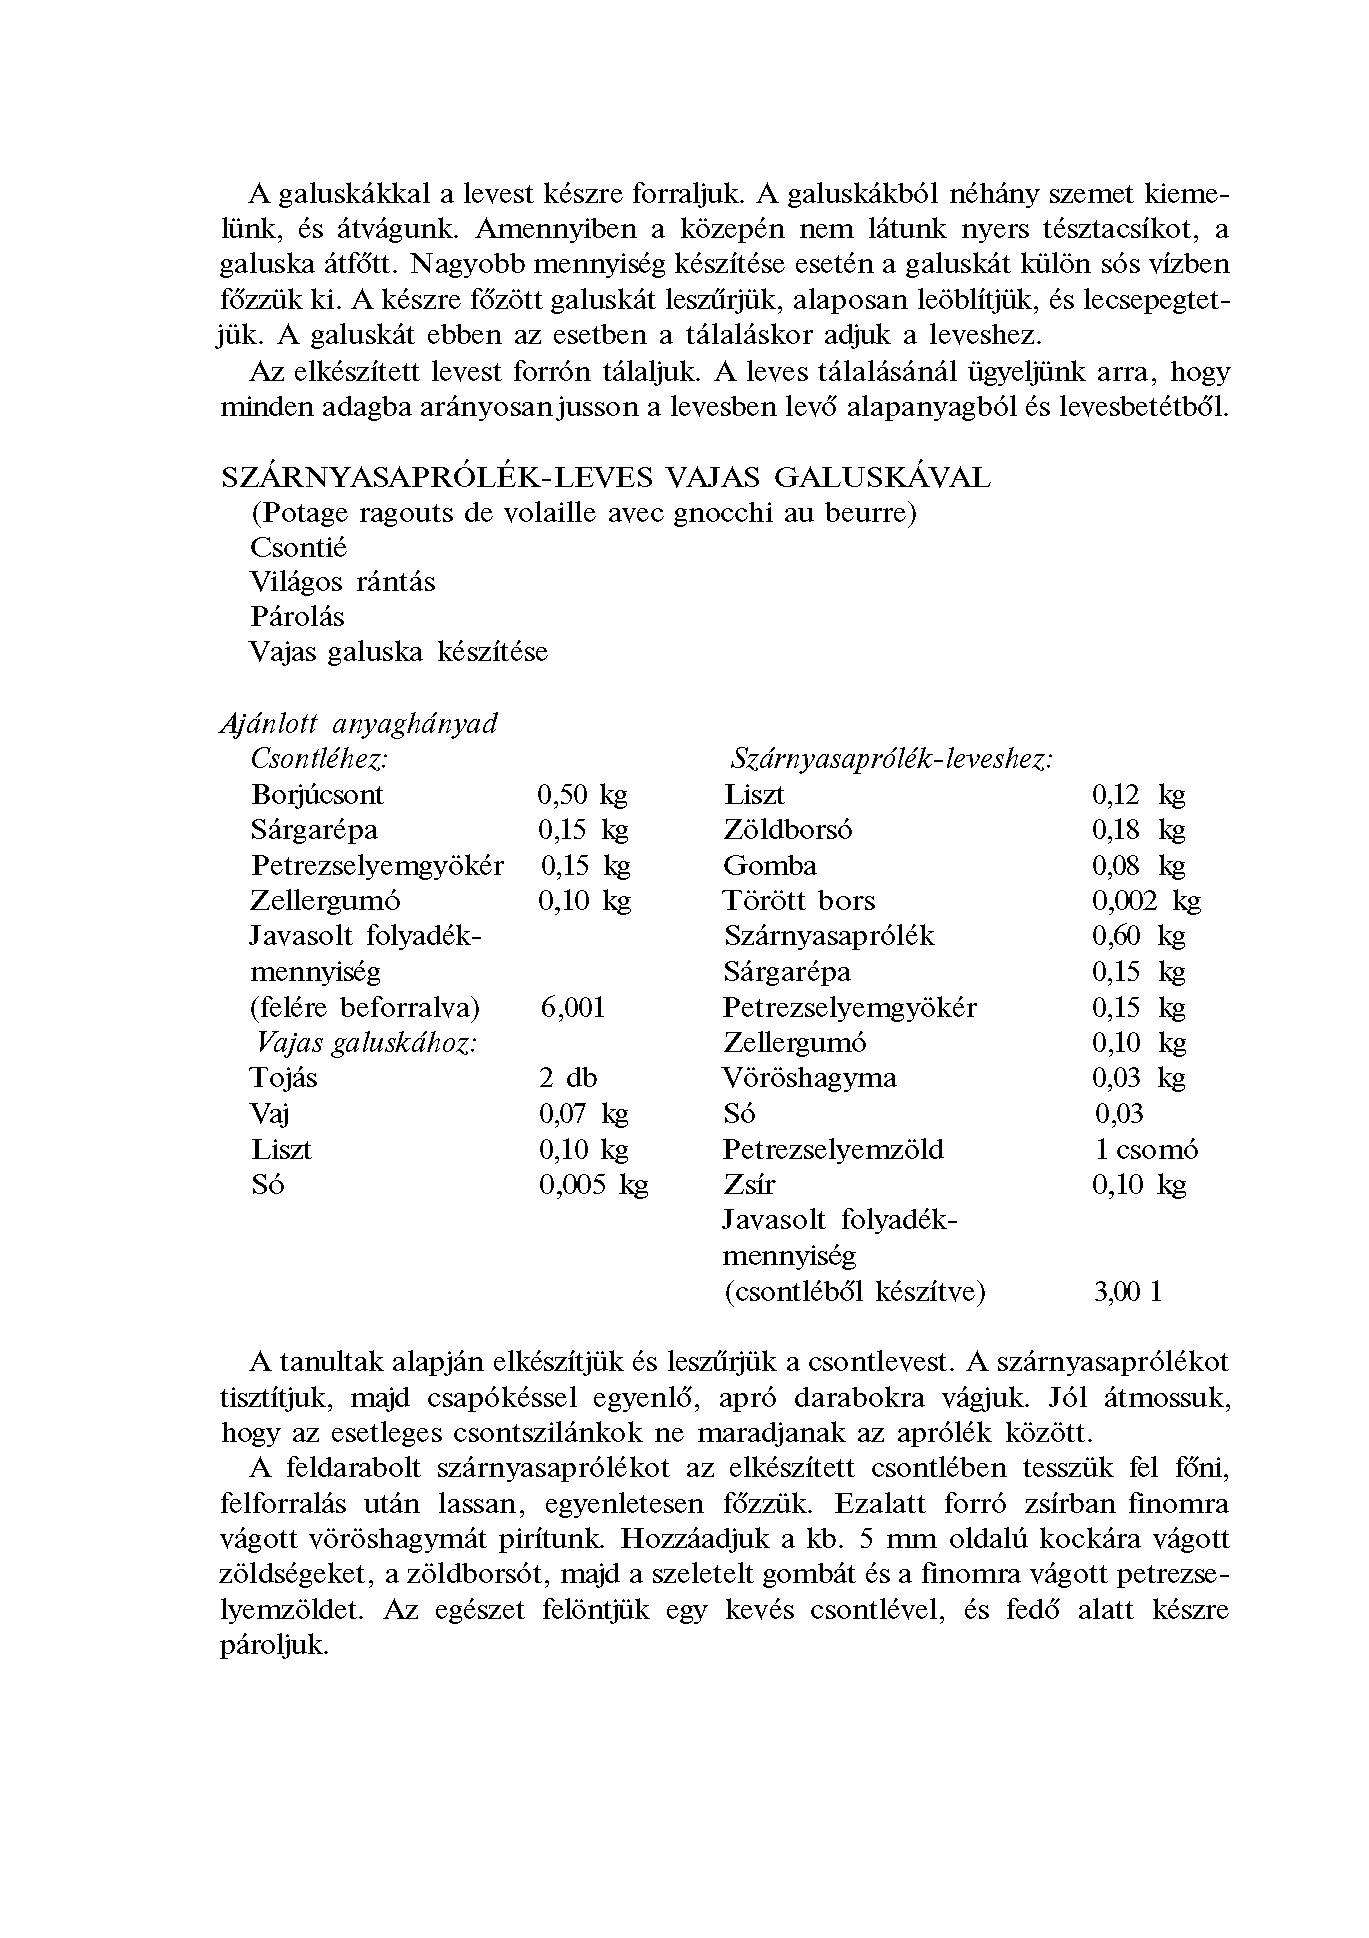 A galuskákkal a levest készre forraljuk. A galuskákból néhány szemet kieme-
lünk, és átvágunk. Amennyiben a közepén nem látunk nyers tésztacsíkot, a
galuska átfőtt. Nagyobb mennyiség készítése esetén a galuskát külön sós vízben
főzzük ki. A készre főzött galuskát leszűrjük, alaposan leöblítjük, és lecsepegtet-
jük. A galuskát ebben az esetben a tálaláskor adjuk a leveshez.
Az elkészített levest forrón tálaljuk. A leves tálalásánál ügyeljünk arra, hogy
minden adagba arányosan jusson a levesben levő alapanyagból és levesbetétből.
SZÁRNYASAPRÓLÉK-LEVES VAJAS GALUSKÁVAL
(Potage ragouts de volaille avec gnocchi au beurre)
Csontié
Világos rántás
Párolás
Vajas galuska készítése
Ajánlott anyaghányad
Csontléhez:
Borjúcsont 0,50 kg
Sárgarépa 0,15 kg
Petrezselyemgyökér 0,15 kg
Zellergumó 0,10 kg
Javasolt folyadék-
mennyiség
(felére beforralva) 6,001
Vajas galuskához:
Tojás 2 db
Vaj 0,07 kg
Liszt 0,10 kg
Só 0,005 kg
Szárnyasaprólék-leveshez:
Liszt 0,12 kg
Zöldborsó 0,18 kg
Gomba 0,08 kg
Törött bors 0,002 kg
Szárnyasaprólék 0,60 kg
Sárgarépa 0,15 kg
Petrezselyemgyökér 0,15 kg
Zellergumó 0,10 kg
Vöröshagyma 0,03 kg
Só 0,03
Petrezselyemzöld 1 csomó
Zsír 0,10 kg
Javasolt folyadék-
mennyiség
(csontléből készítve) 3,00 1
A tanultak alapján elkészítjük és leszűrjük a csontlevest. A szárnyasaprólékot
tisztítjuk, majd csapókéssel egyenlő, apró darabokra vágjuk. Jól átmossuk,
hogy az esetleges csontszilánkok ne maradjanak az aprólék között.
A feldarabolt szárnyasaprólékot az elkészített csontlében tesszük fel főni,
felforralás után lassan, egyenletesen főzzük. Ezalatt forró zsírban finomra
vágott vöröshagymát pirítunk. Hozzáadjuk a kb. 5 mm oldalú kockára vágott
zöldségeket, a zöldborsót, majd a szeletelt gombát és a finomra vágott petrezse-
lyemzöldet. Az egészet felöntjük egy kevés csontlével, és fedő alatt készre
pároljuk.